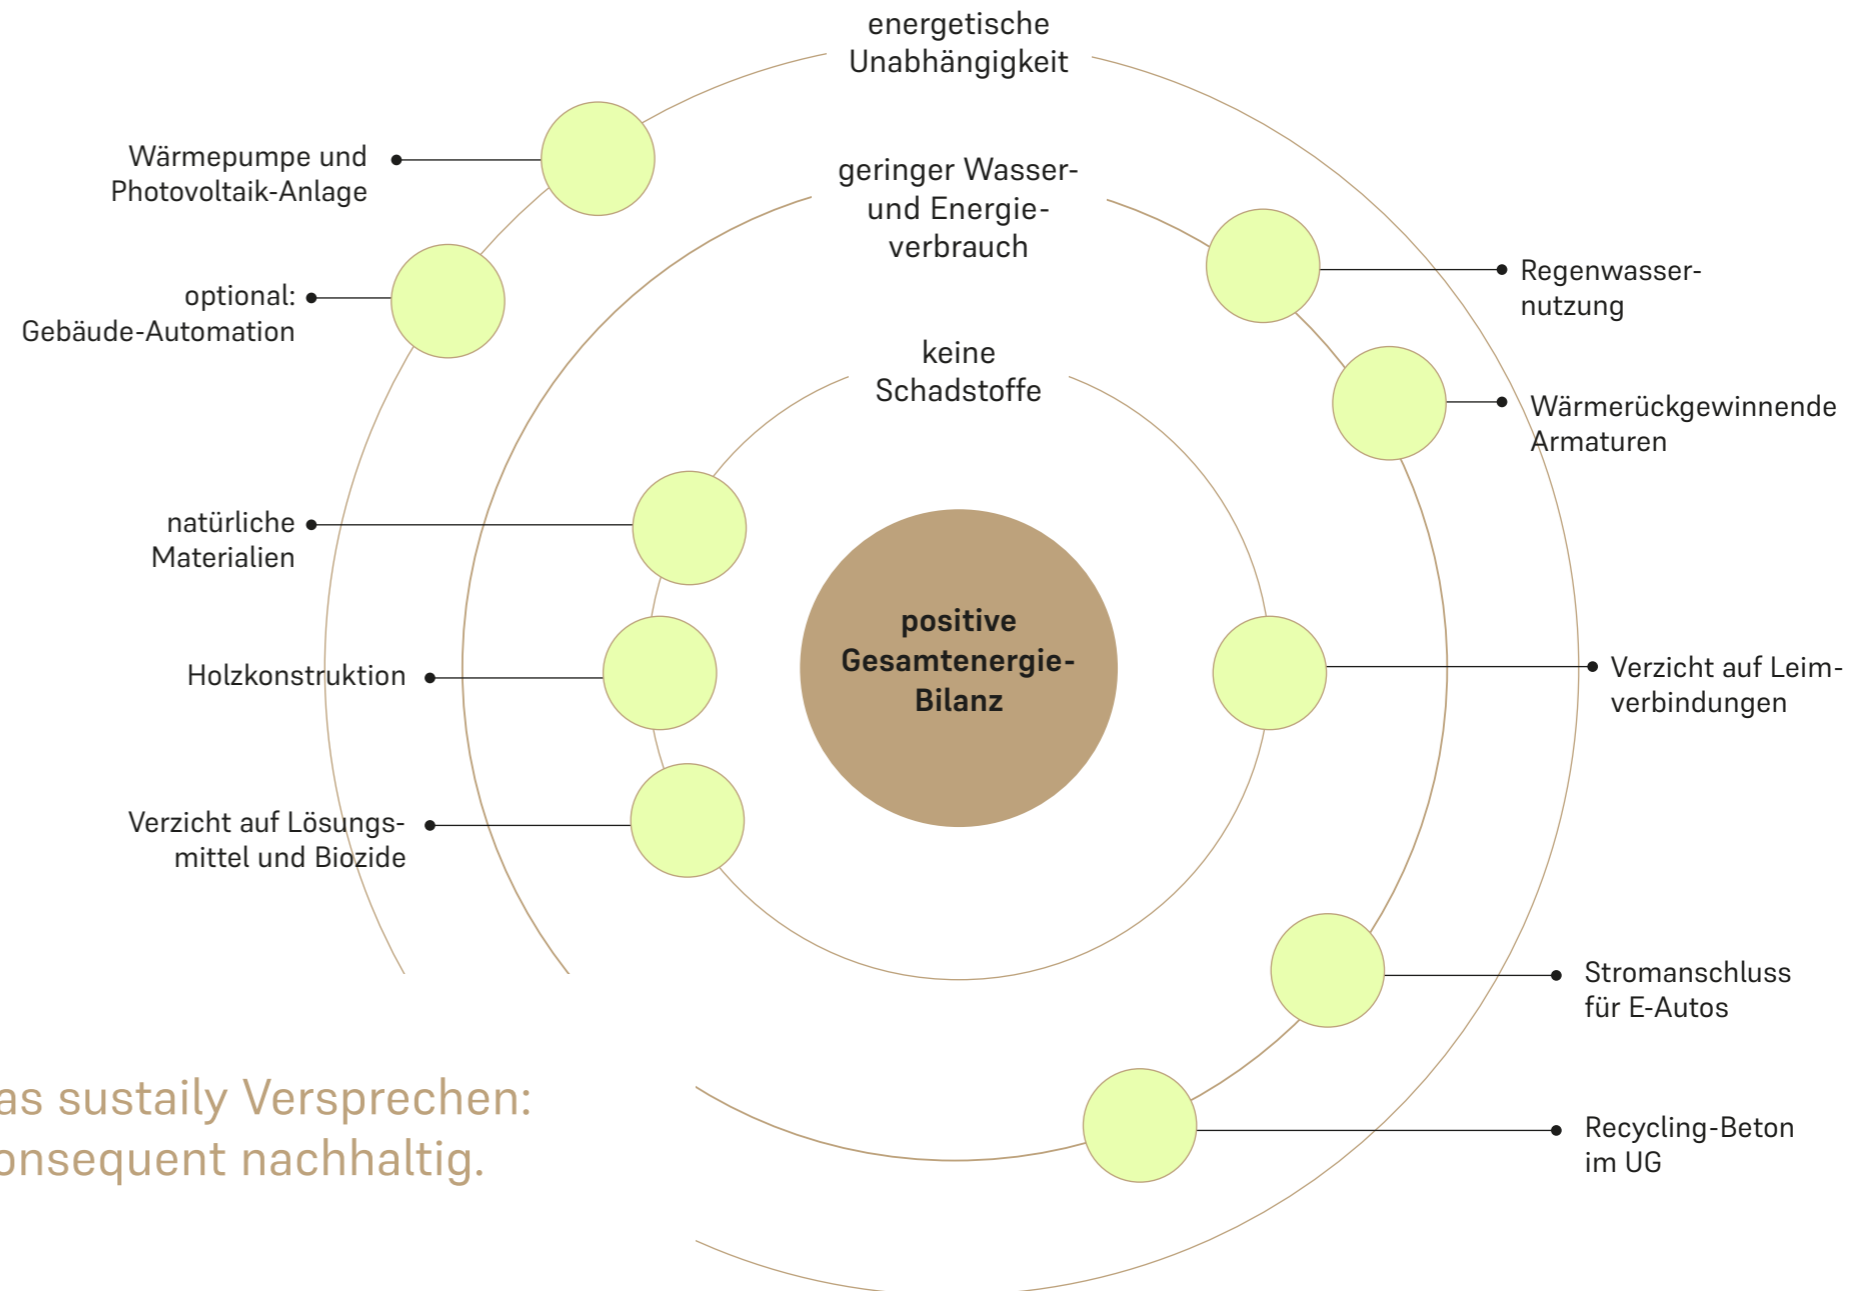 energetische
Unabhängigkeit
Wärmepumpe und
Photovoltaik-Anlage
geringer Wasser-
und Energie-
verbrauch
optional:
Gebäude-Automation
Regenwasser-
nutzung
keine
Schadstoffe
Wärmerückgewinnende
Armaturen
natürliche
Materialien
positive
Gesamtenergie-
Bilanz
Holzkonstruktion
Verzicht auf Leim-
verbindungen
Verzicht auf Lösungs-
mittel und Biozide
Stromanschluss
für E-Autos
as sustaily Versprechen:
onsequent nachhaltig.
Recycling-Beton
im UG